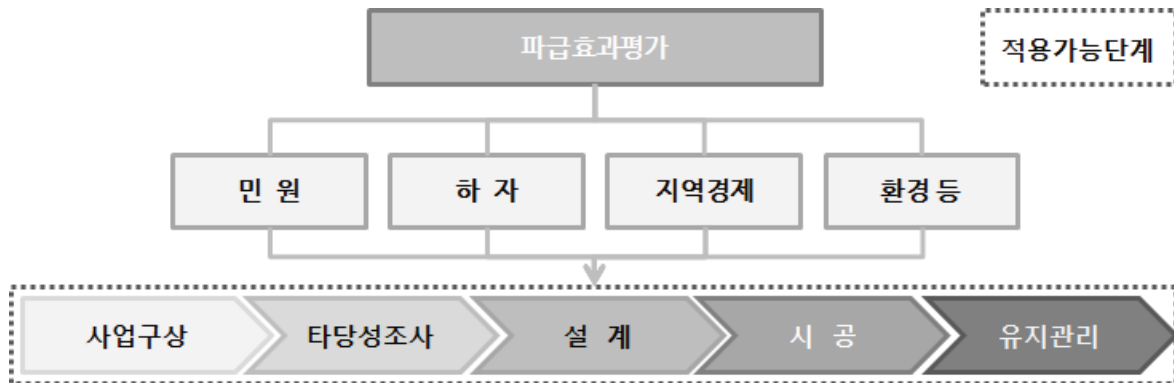 파급효과평가
적용가능단계
민 원
하 자
지역경제
환경 등
사업구상
타당성조사
설 계
시 공
유지관리